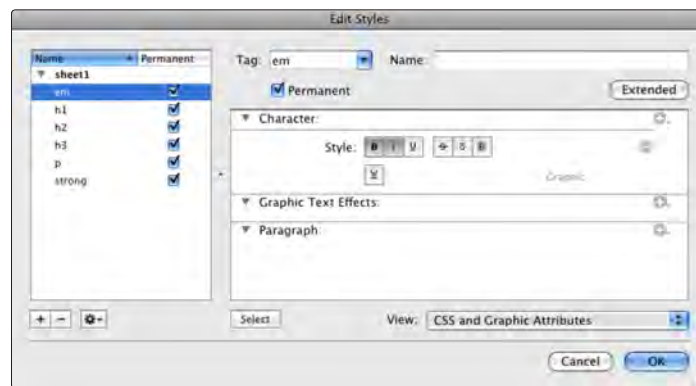 Edit Styles
Name Permanent
sheet1
em
h1
h2
h3
p
strong
Tag: em Name:
Permanent
Extended
Character:
Style: B I U S O B
V
Graphic
Graphic Text Effects:
Paragraph:
+ -
Select View: CSS and Graphic Attributes
Cancel OK